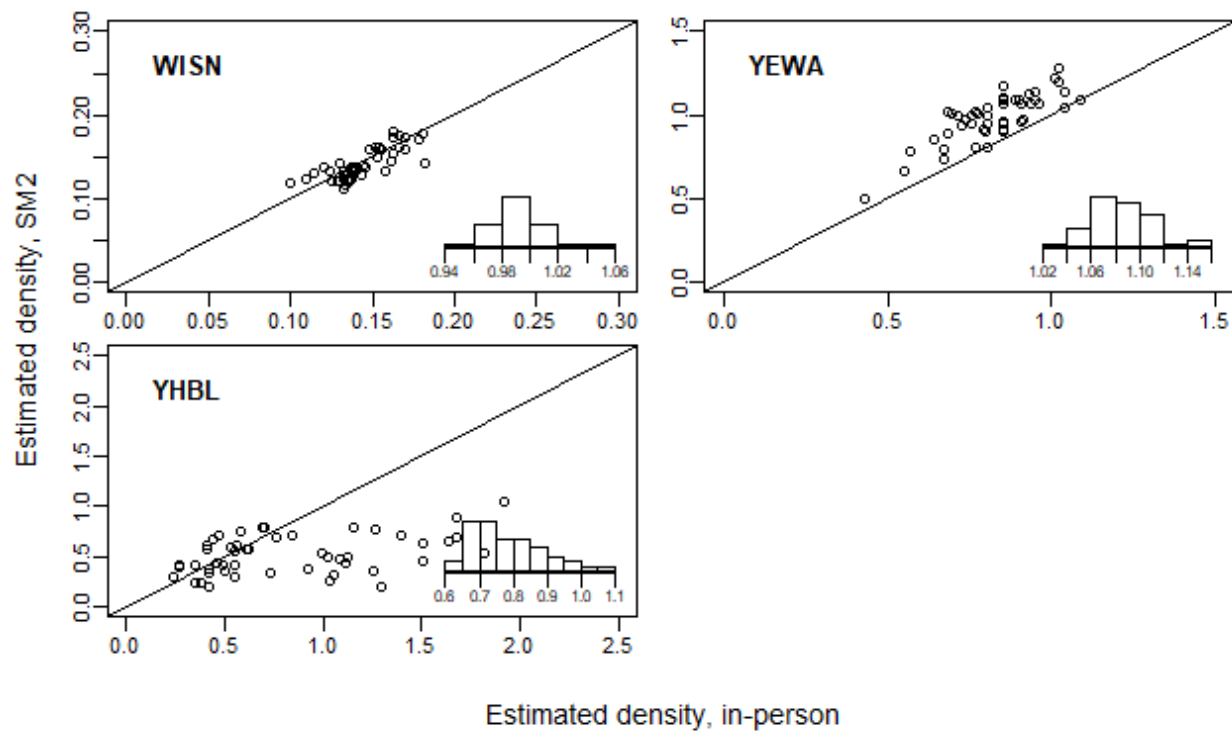 WISN
0.30
0.20
0.10
0.00
0.00 0.05 0.10 0.15 0.20 0.25 0.30
0.94 0.98 1.02 1.06
YEWA
1.5
1.0
0.5
0.0
0.0 0.5 1.0 1.5
1.02 1.06 1.10 1.14
YHBL
2.5
2.0
1.5
1.0
0.5
0.0
0.0 0.5 1.0 1.5 2.0 2.5
0.6 0.7 0.8 0.9 1.0 1.1
Estimated density, SM2
Estimated density, in-person